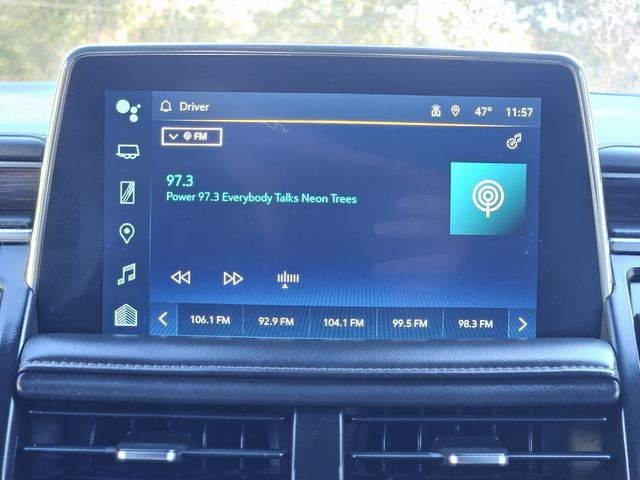 Driver
47° 11:57
FM
97.3
Power 97.3 Everybody Talks Neon Trees
106.1 FM 92.9 FM 104.1 FM 99.5 FM 98.3 FM